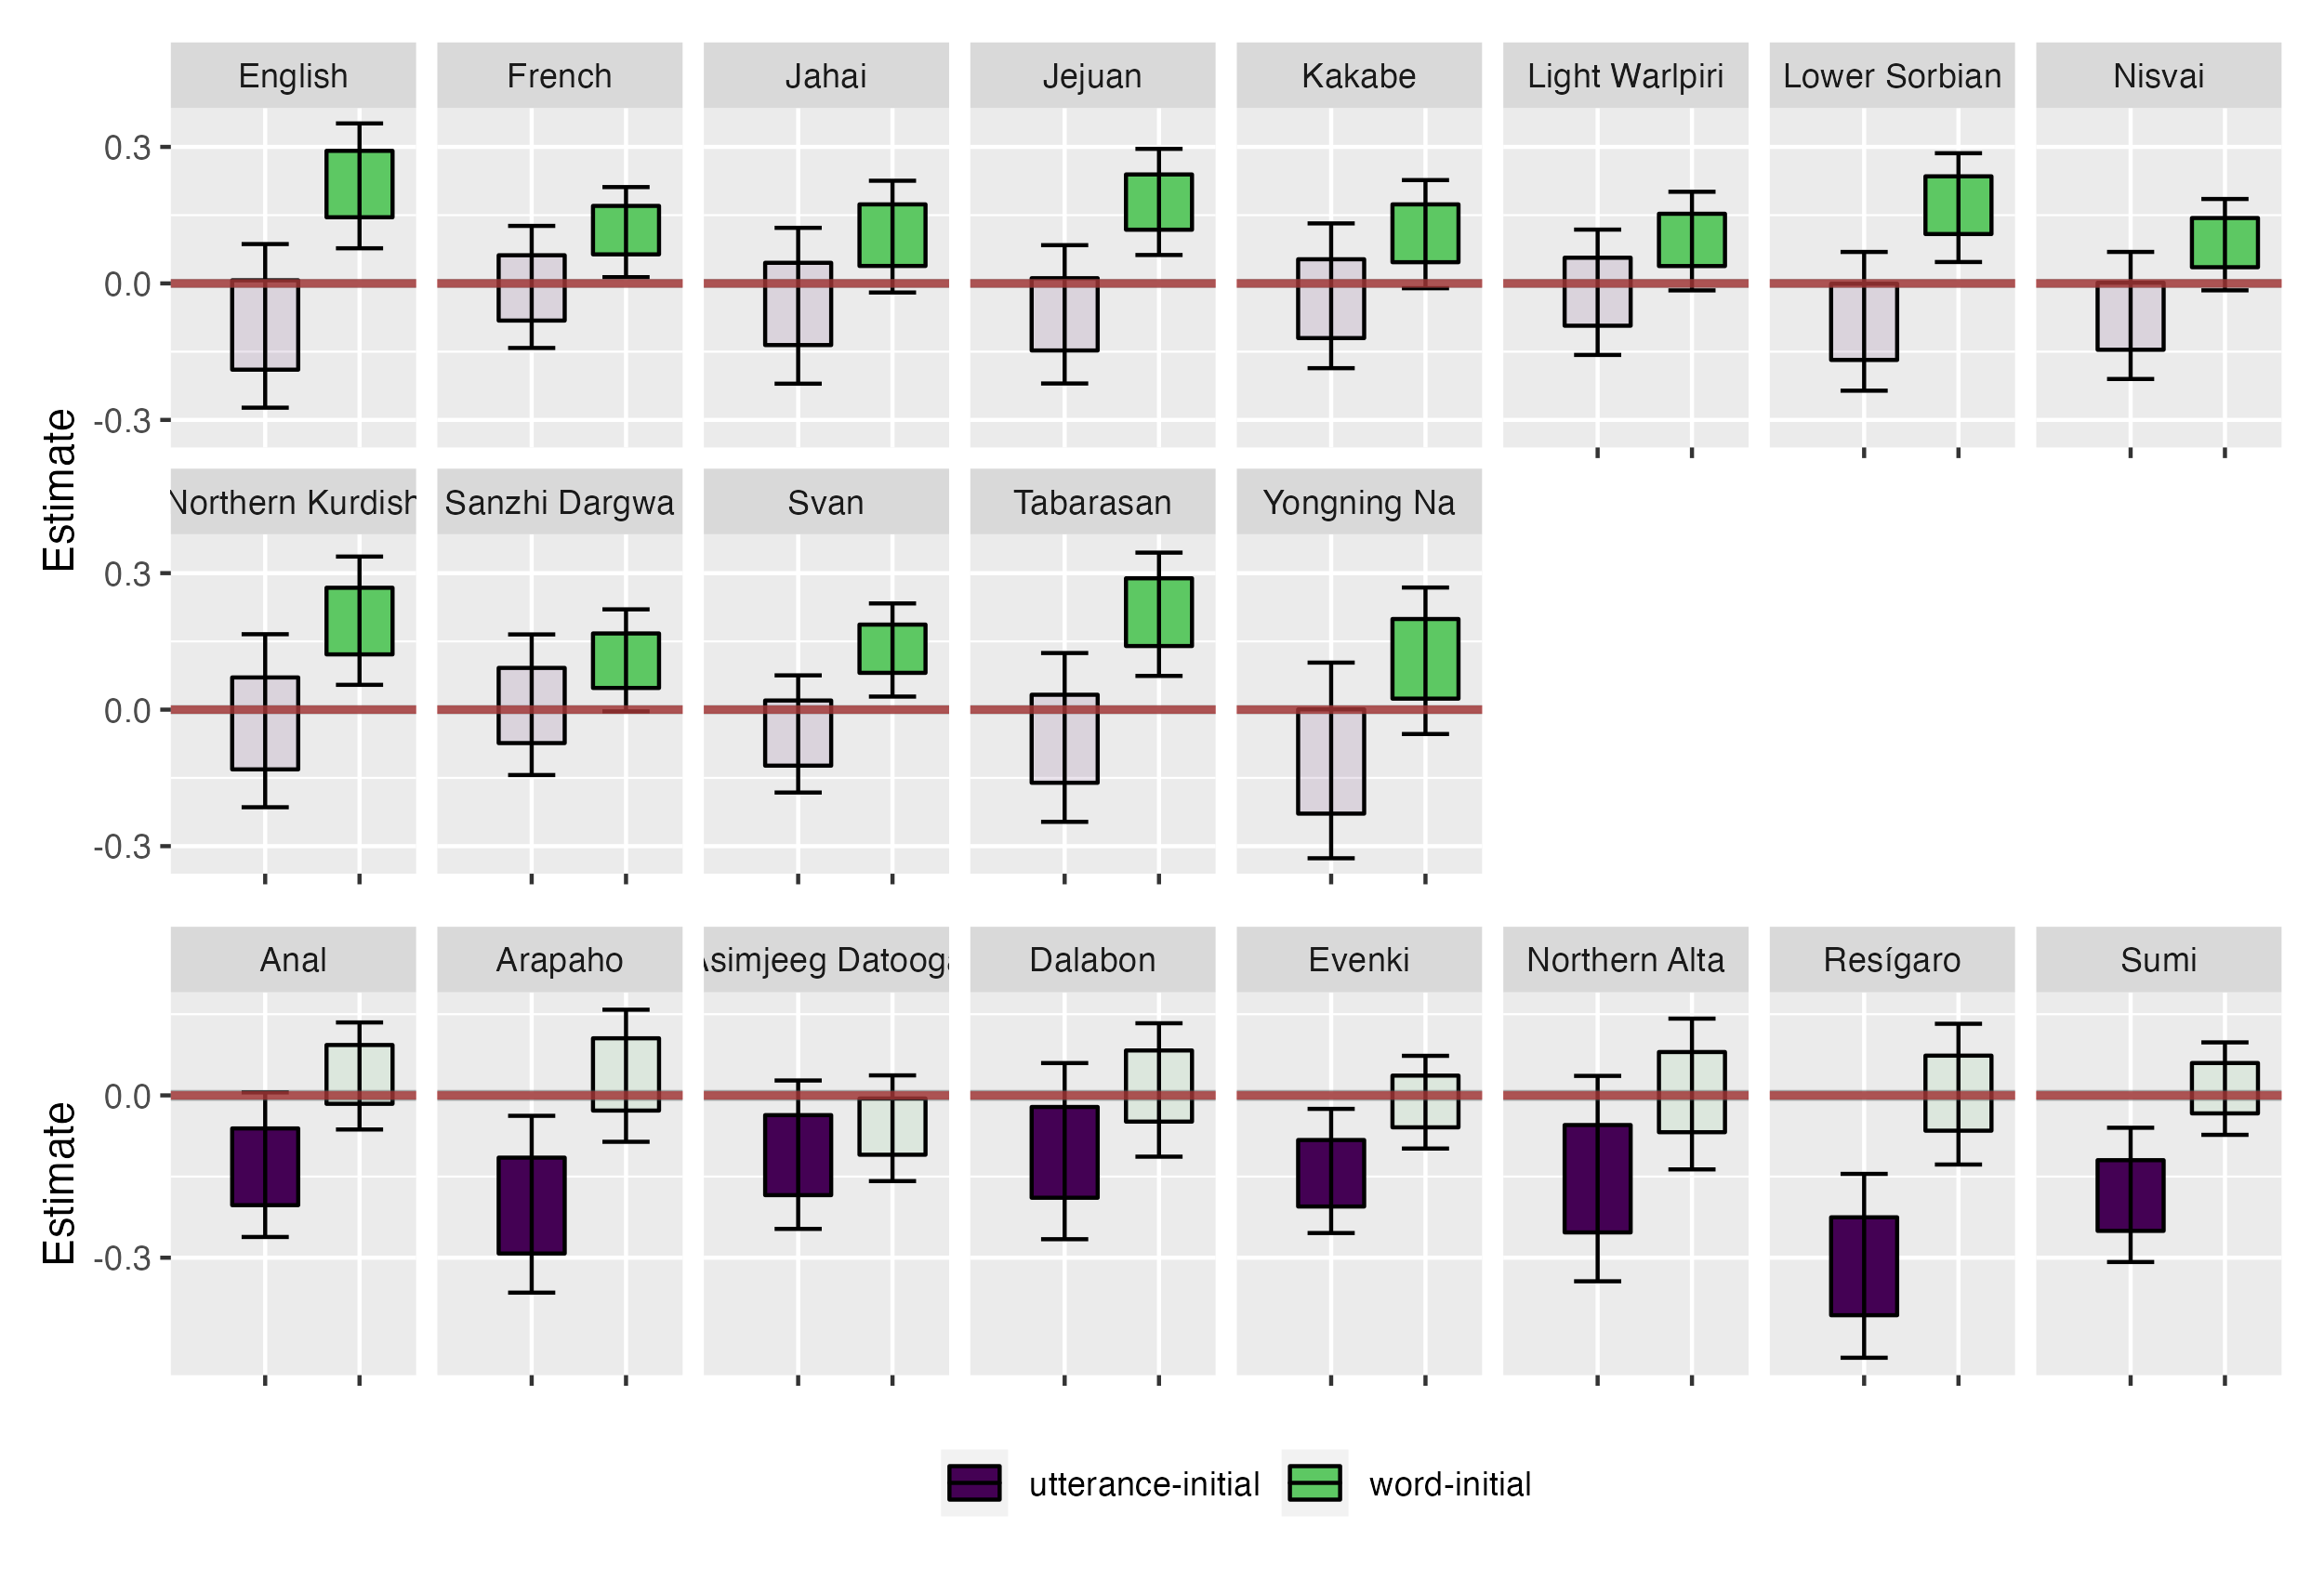 English French Jahai Jejuan Kakabe Light Warlpiri Lower Sorbian Nisvai
0.3
0.0
-0.3
Estimate
Northern Kurdish Sanzhi Dargwa Svan Tabarasan Yongning Na
0.3
0.0
-0.3
Anal Arapaho Asimjeeg Datooga Dalabon Evenki Northern Alta Resígaro Sumi
0.0
-0.3
Estimate
utterance-initial word-initial